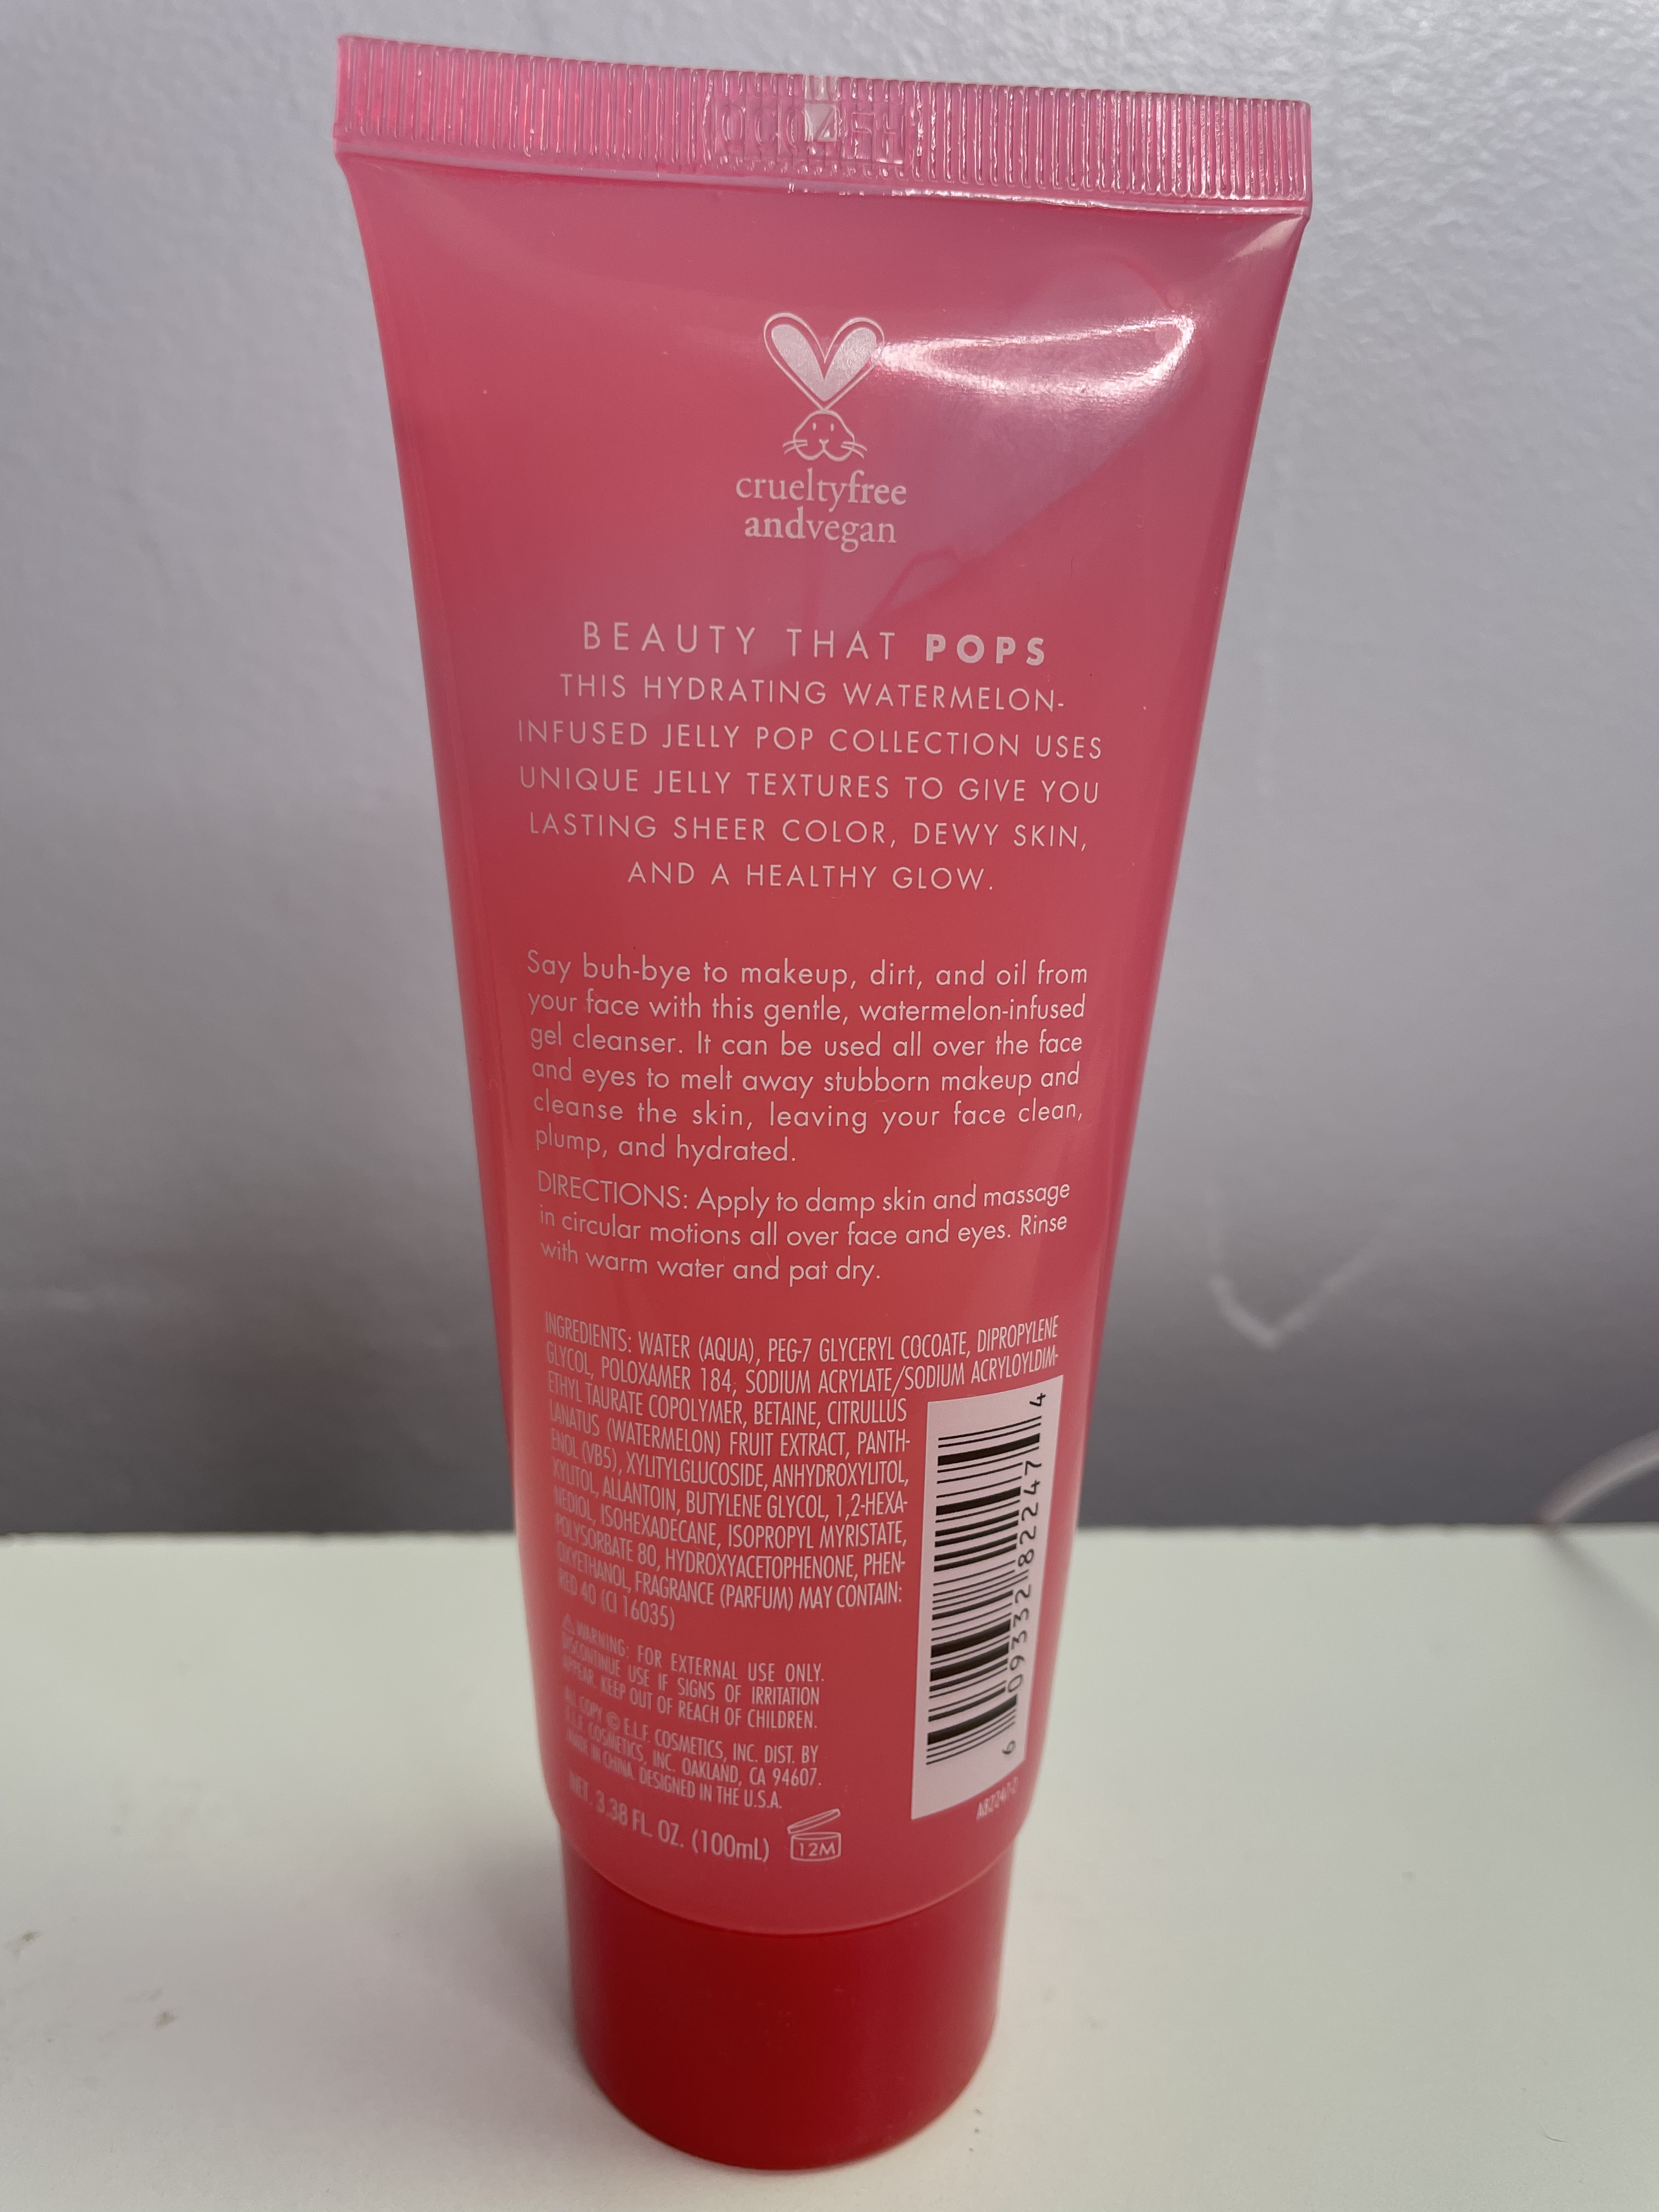 crueltyfree
andvegan
BEAUTY THAT POPS
THIS HYDRATING WATERMELON-
INFUSED JELLY POP COLLECTION USES
UNIQUE JELLY TEXTURES TO GIVE YOU
LASTING SHEER COLOR, DEWY SKIN,
AND A HEALTHY GLOW.
Say buh-bye to makeup, dirt, and oil from
your face with this gentle, watermelon-infused
gel cleanser. It can be used all over the face
and eyes to melt away stubborn makeup and
cleanse the skin, leaving your face clean,
plump, and hydrated.
DIRECTIONS: Apply to damp skin and massage
in circular motions all over face and eyes. Rinse
with warm water and pat dry.
INGREDIENTS: WATER (AQUA), PEG-7 GLYCERYL COCOATE, DIPROPYLENE
GLYCOL, POLOXAMER 184, SODIUM ACRYLATE/SODIUM ACRYLOYLDIM-
ETHYL TAURATE COPOLYMER, BETAINE, CITRULLUS
LANATUS (WATERMELON) FRUIT EXTRACT, PANTH-
ENOL (VB5), XYLITYLGLUCOSIDE, ANHYDROXYLITOL,
XYLITOL, ALLANTOIN, BUTYLENE GLYCOL, 1,2-HEXA-
NEDIOL, ISOHEXADECANE, ISOPROPYL MYRISTATE,
POLYSORBATE 80, HYDROXYACETOPHENONE, PHEN-
OXYETHANOL, FRAGRANCE (PARFUM) MAY CONTAIN:
RED 40 (CI 16035)
WARNING: FOR EXTERNAL USE ONLY.
DISCONTINUE USE IF SIGNS OF IRRITATION
APPEAR. KEEP OUT OF REACH OF CHILDREN.
ALL COPY © E.L.F. COSMETICS, INC. DIST. BY
E.L.F. COSMETICS, INC. OAKLAND, CA 94607.
MADE IN CHINA. DESIGNED IN THE U.S.A.
NET. 3.38 FL. OZ. (100mL)
12M
6 09332 82247 4